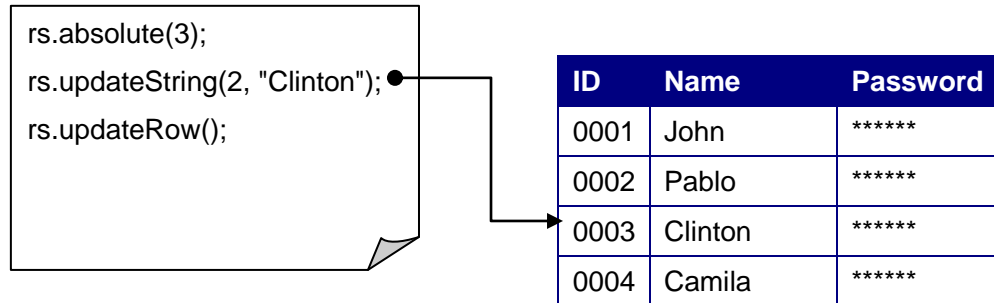 rs.absolute(3);
rs.updateString(2, "Clinton");
rs.updateRow();
ID Name Password
0001 John ******
0002 Pablo ******
0003 Clinton ******
0004 Camila ******